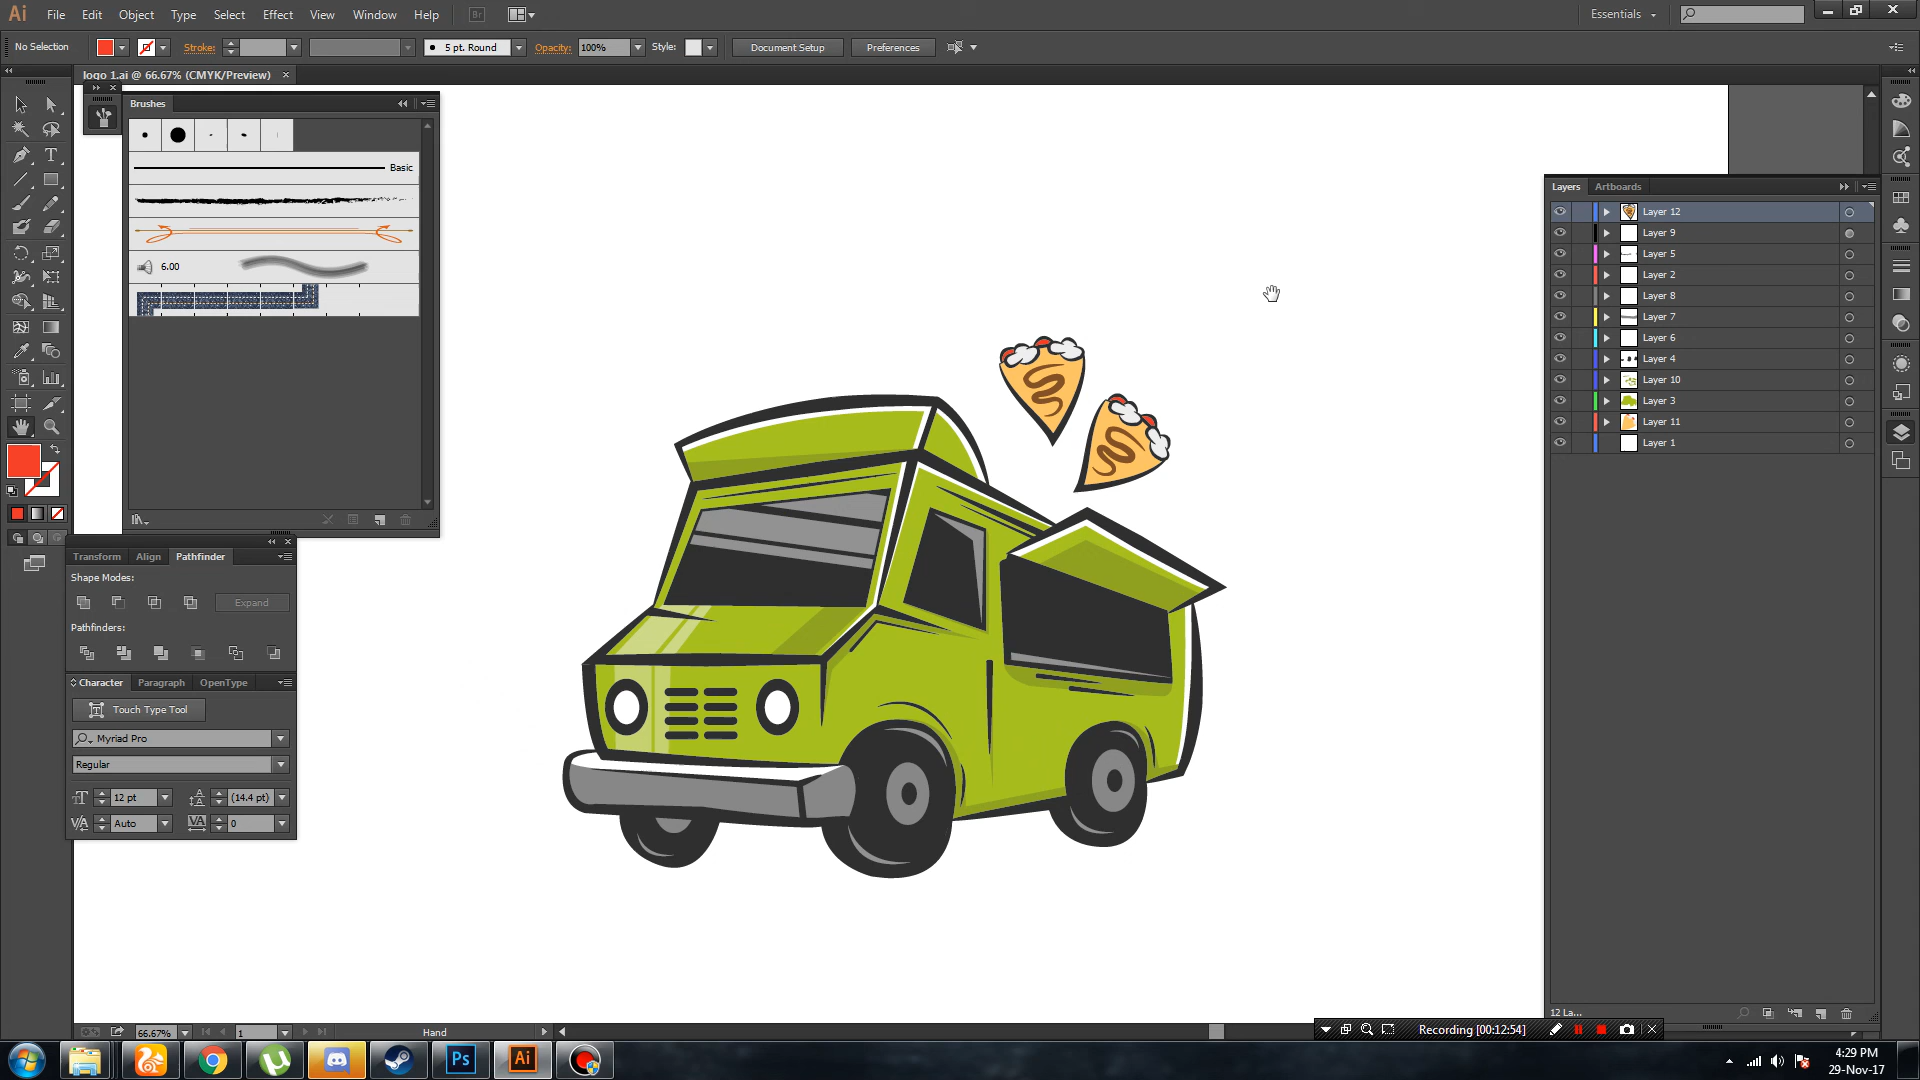 Ai File Edit Object Type Select Effect View Window Help Br Essentials
No Selection Stroke: 5 pt. Round Opacity: 100% Style: Document Setup Preferences
logo 1.ai @ 66.67% (CMYK/Preview)
Brushes
Basic
6.00
Layers Artboards
Layer 12
Layer 9
Layer 5
Layer 2
Layer 8
Layer 7
Layer 6
Layer 4
Layer 10
Layer 3
Layer 11
Layer 1
Transform Align Pathfinder
Shape Modes:
Expand
Pathfinders:
Character Paragraph OpenType
Touch Type Tool
Myriad Pro
Regular
12 pt (14.4 pt)
Auto 0
12 La...
66.67% 1 Hand
Recording [00:12:54]
Ps Ai
4:29 PM
29-Nov-17